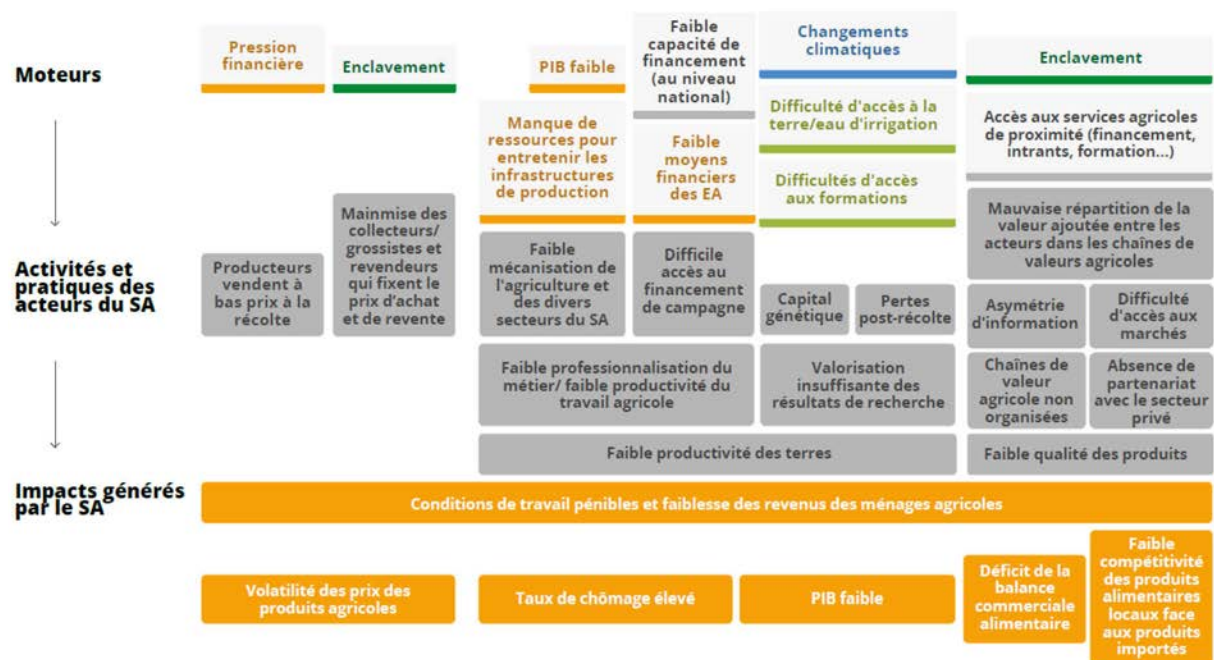 Moteurs
Pression
financière
Enclavement
PIB faible
Faible
capacité de
financement
(au niveau
national)
Changements
climatiques
Enclavement
Manque de
ressources pour
entretenir les
infrastructures
de production
Faible
moyens
financiers
des EA
Difficulté d'accès à la
terre/eau d'irrigation
Difficultés d'accès
aux formations
Accès aux services agricoles
de proximité (financement,
intrants, formation...)
Activités et
pratiques des
acteurs du SA
Producteurs
vendent à
bas prix à la
récolte
Mainmise des
collecteurs/
grossistes et
revendeurs
qui fixent le
prix d'achat
et de revente
Faible
mécanisation de
l'agriculture et
des divers
secteurs du SA
Difficile
accès au
financement
de campagne
Capital
génétique
Pertes
post-récolte
Mauvaise répartition de la
valeur ajoutée entre les
acteurs dans les chaînes de
valeurs agricoles
Asymétrie
d'information
Difficulté
d'accès aux
marchés
Faible professionnalisation du
métier/ faible productivité du
travail agricole
Valorisation
insuffisante des
résultats de recherche
Chaînes de
valeur
agricole non
organisées
Absence de
partenariat
avec le secteur
privé
Faible productivité des terres
Faible qualité des produits
Impacts générés
par le SA
Conditions de travail pénibles et faiblesse des revenus des ménages agricoles
Volatilité des prix des
produits agricoles
Taux de chômage élevé
PIB faible
Déficit de la
balance
commerciale
alimentaire
Faible
compétitivité
des produits
alimentaires
locaux face
aux produits
importés